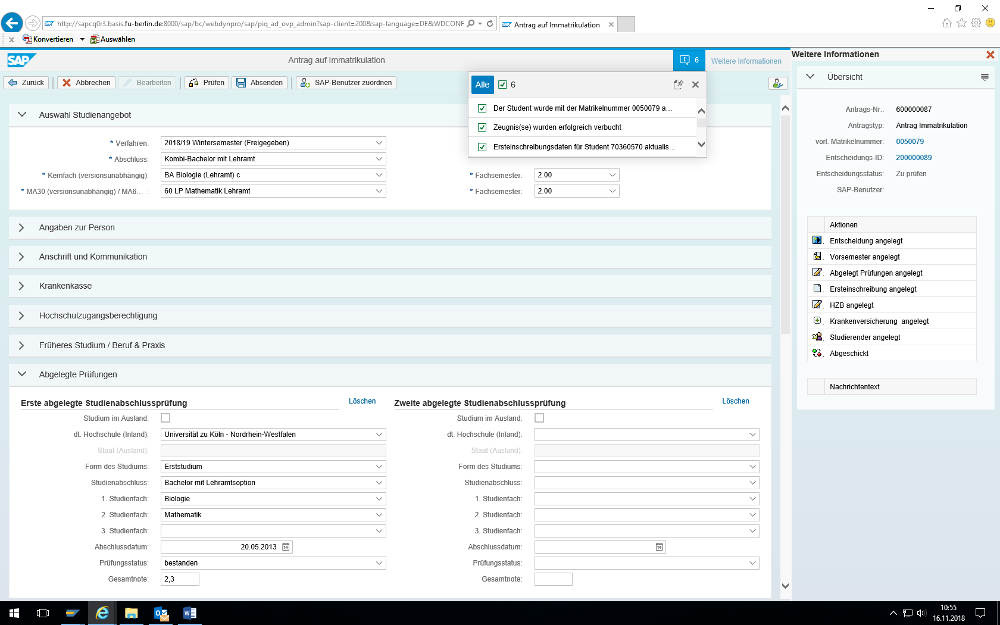 http://sapcq0r3.basis.fu-berlin.de:8000/sap/bc/webdynpro/sap/piq_ad_ovp_admin?sap-client=200&sap-language=DE&WDCONF
Antrag auf Immatrikulation
x Konvertieren Auswählen
SAP Antrag auf Immatrikulation 6 Weitere Informationen
Zurück Abbrechen Bearbeiten Prüfen Absenden SAP-Benutzer zuordnen
Alle 6
Der Student wurde mit der Matrikelnummer 0050079 a...
Zeugnis(se) wurden erfolgreich verbucht
Ersteinschreibungsdaten für Student 70360570 aktualis...
Auswahl Studienangebot
* Verfahren: 2018/19 Wintersemester (Freigegeben)
* Abschluss: Kombi-Bachelor mit Lehramt
* Kernfach (versionsunabhängig): BA Biologie (Lehramt) c * Fachsemester: 2.00
* MA30 (versionsunabhängig) / MA6... : 60 LP Mathematik Lehramt * Fachsemester: 2.00
Angaben zur Person
Anschrift und Kommunikation
Krankenkasse
Hochschulzugangsberechtigung
Früheres Studium / Beruf & Praxis
Abgelegte Prüfungen
Erste abgelegte Studienabschlussprüfung Löschen
Studium im Ausland:
dt. Hochschule (Inland): Universität zu Köln - Nordrhein-Westfalen
Staat (Ausland):
Form des Studiums: Erststudium
Studienabschluss: Bachelor mit Lehramtsoption
1. Studienfach: Biologie
2. Studienfach: Mathematik
3. Studienfach:
Abschlussdatum: 20.05.2013 14
Prüfungsstatus: bestanden
Gesamtnote: 2,3
Zweite abgelegte Studienabschlussprüfung Löschen
Studium im Ausland:
dt. Hochschule (Inland):
Staat (Ausland):
Form des Studiums:
Studienabschluss:
1. Studienfach:
2. Studienfach:
3. Studienfach:
Abschlussdatum: 14
Prüfungsstatus:
Gesamtnote:
Weitere Informationen
Übersicht
Antrags-Nr.: 600000087
Antragstyp: Antrag Immatrikulation
vorl. Matrikelnummer: 0050079
Entscheidungs-ID: 200000089
Entscheidungsstatus: Zu prüfen
SAP-Benutzer:
Aktionen
Entscheidung angelegt
Vorsemester angelegt
Abgelegt Prüfungen angelegt
Ersteinschreibung angelegt
HZB angelegt
Krankenversicherung angelegt
Studierender angelegt
Abgeschickt
Nachrichtentext
10:55
16.11.2018